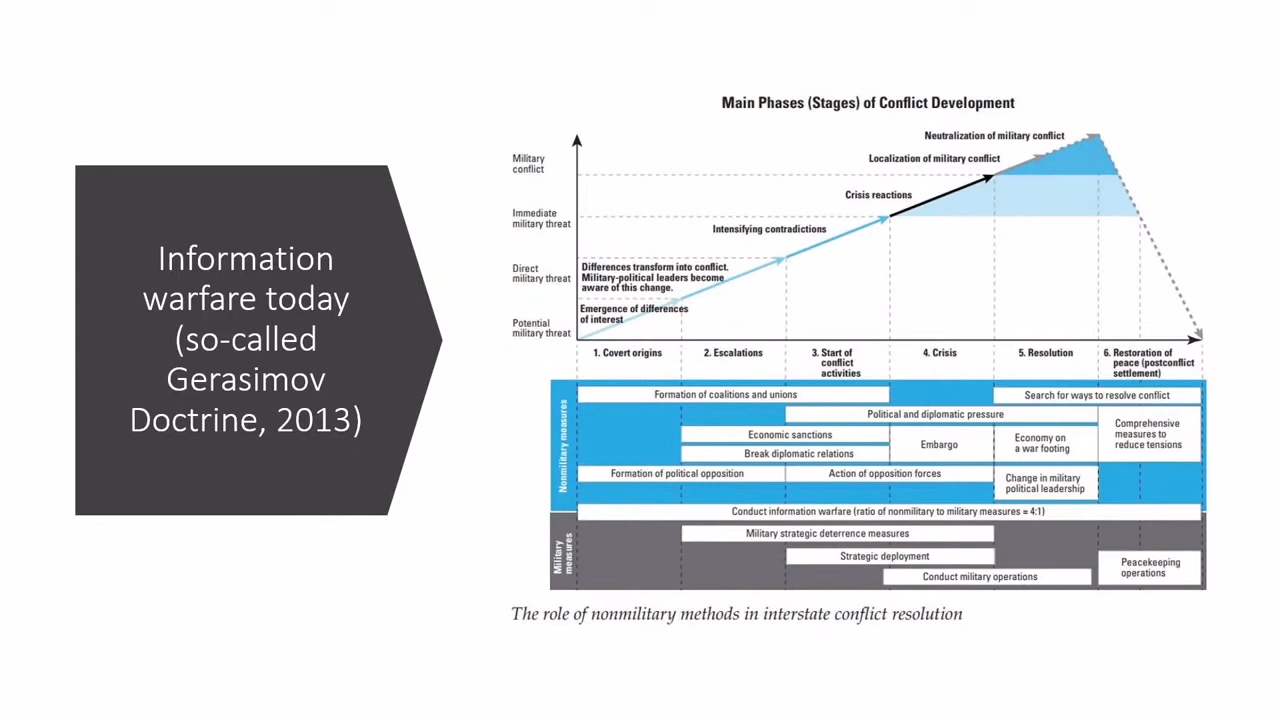 Information
warfare today
(so-called
Gerasimov
Doctrine, 2013)
Main Phases (Stages) of Conflict Development
Military
conflict
Immediate
military threat
Direct
military threat
Potential
military threat
Neutralization of military conflict
Localization of military conflict
Crisis reactions
Intensifying contradictions
Differences transform into conflict.
Military-political leaders become
aware of this change.
Emergence of differences
of interest
1. Covert origins
2. Escalations
3. Start of
conflict
activities
4. Crisis
5. Resolution
6. Restoration of
peace (postconflict
settlement)
Nonmilitary measures
Formation of coalitions and unions
Search for ways to resolve conflict
Political and diplomatic pressure
Economic sanctions
Break diplomatic relations
Embargo
Economy on
a war footing
Comprehensive
measures to
reduce tensions
Formation of political opposition
Action of opposition forces
Change in military
political leadership
Conduct information warfare (ratio of nonmilitary to military measures = 4:1)
Military
measures
Military strategic deterrence measures
Strategic deployment
Conduct military operations
Peacekeeping
operations
The role of nonmilitary methods in interstate conflict resolution